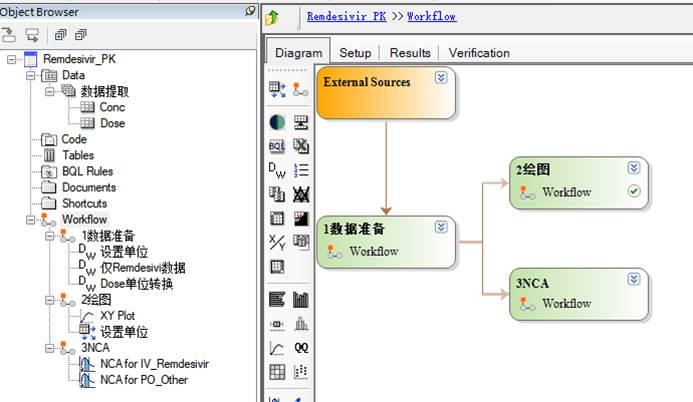 Object Browser
Remdesivir_PK
Data
数据提取
Conc
Dose
Code
Tables
BQL Rules
Documents
Shortcuts
Workflow
1数据准备
设置单位
仅Remdesivi数据
Dose单位转换
2绘图
XY Plot
设置单位
3NCA
NCA for IV_Remdesivir
NCA for PO_Other
Remdesivir PK >> Workflow
Diagram Setup Results Verification
BQL
D W
X/Y
QQ
External Sources
1数据准备
Workflow
2绘图
Workflow
3NCA
Workflow